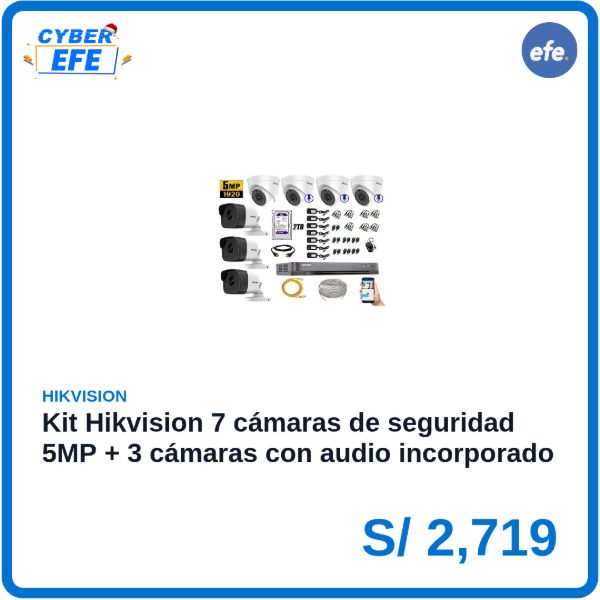 CYBER
EFE
efe.
5MP
1920
2TB
HIKVISION
Kit Hikvision 7 cámaras de seguridad
5MP + 3 cámaras con audio incorporado
S/ 2,719